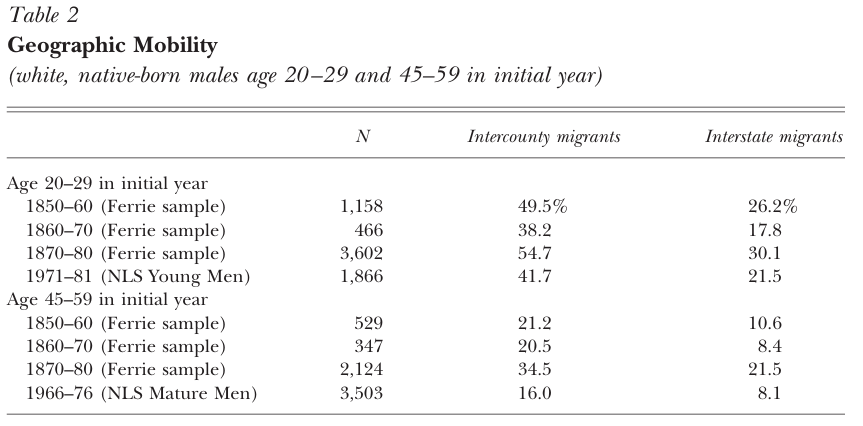 Table 2
Geographic Mobility
(white, native-born males age 20–29 and 45–59 in initial year)
N Intercounty migrants Interstate migrants
Age 20–29 in initial year
1850–60 (Ferrie sample) 1,158 49.5% 26.2%
1860–70 (Ferrie sample) 466 38.2 17.8
1870–80 (Ferrie sample) 3,602 54.7 30.1
1971–81 (NLS Young Men) 1,866 41.7 21.5
Age 45–59 in initial year
1850–60 (Ferrie sample) 529 21.2 10.6
1860–70 (Ferrie sample) 347 20.5 8.4
1870–80 (Ferrie sample) 2,124 34.5 21.5
1966–76 (NLS Mature Men) 3,503 16.0 8.1